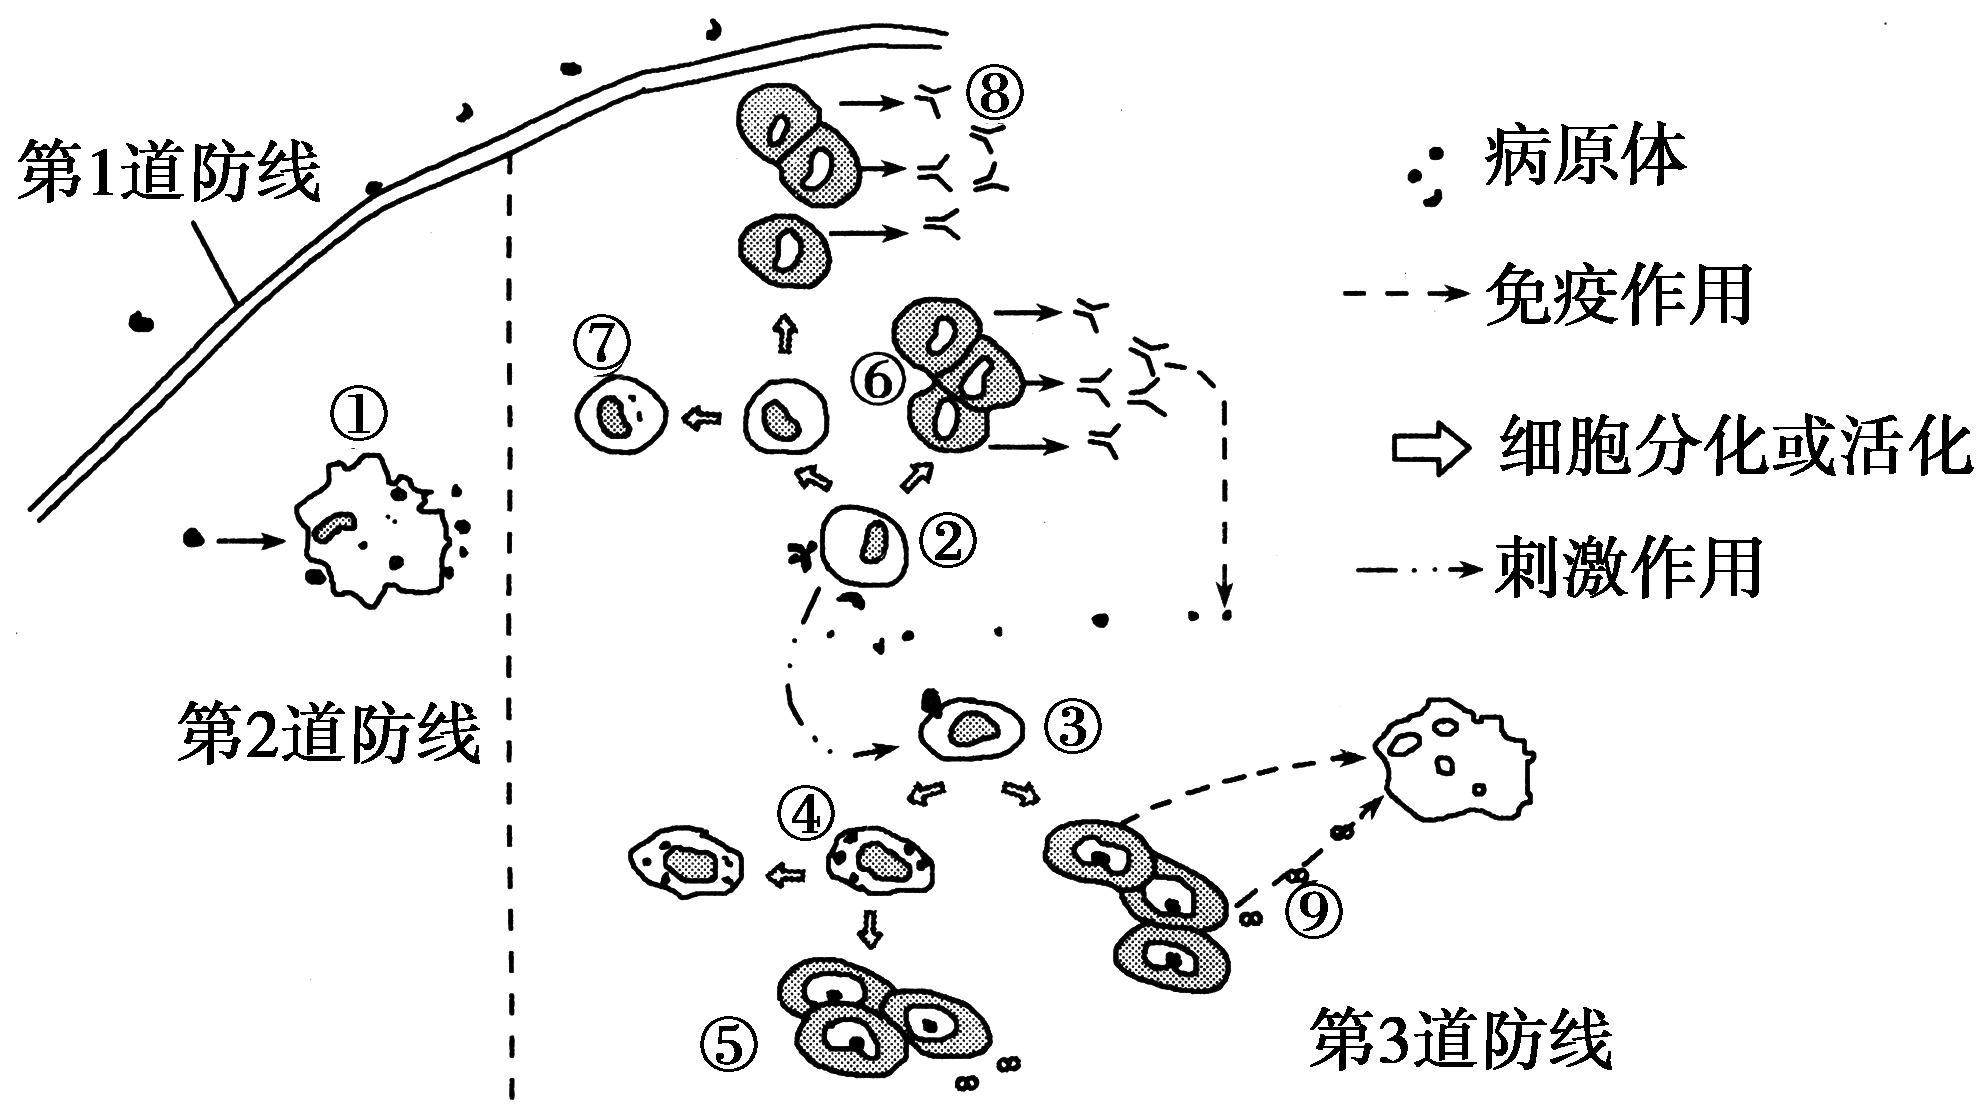 ⑧
第1道防线
病原体
免疫作用
⑦
⑥
①
细胞分化或活化
②
刺激作用
第2道防线
③
④
⑨
⑤
第3道防线